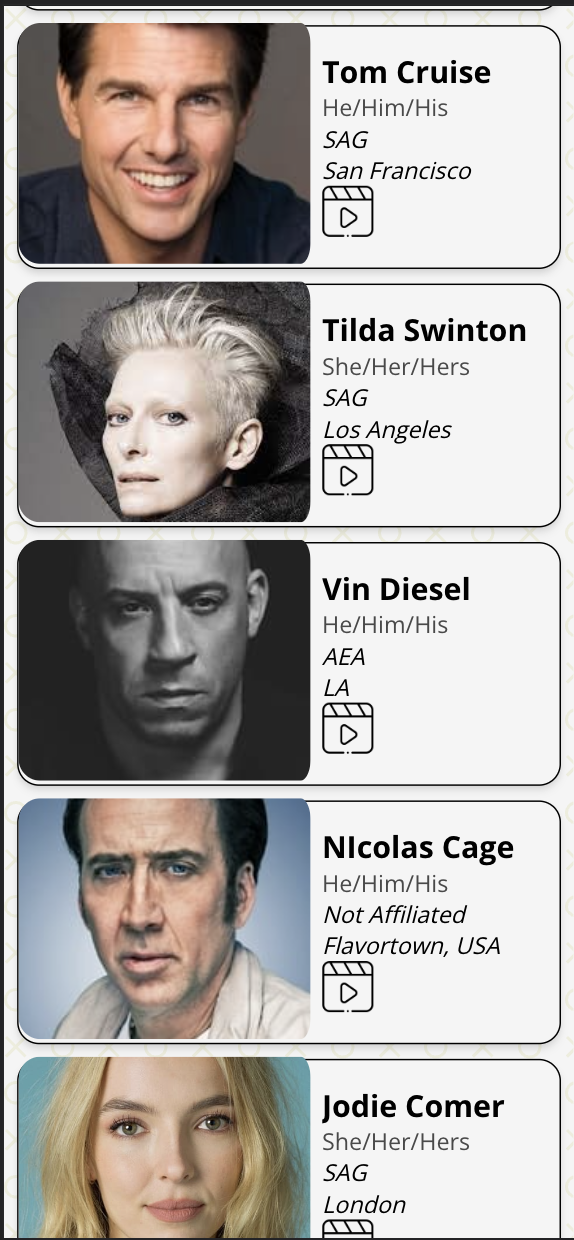 Tom Cruise
He/Him/His
SAG
San Francisco
Tilda Swinton
She/Her/Hers
SAG
Los Angeles
Vin Diesel
He/Him/His
AEA
LA
NIcolas Cage
He/Him/His
Not Affiliated
Flavortown, USA
Jodie Comer
She/Her/Hers
SAG
London